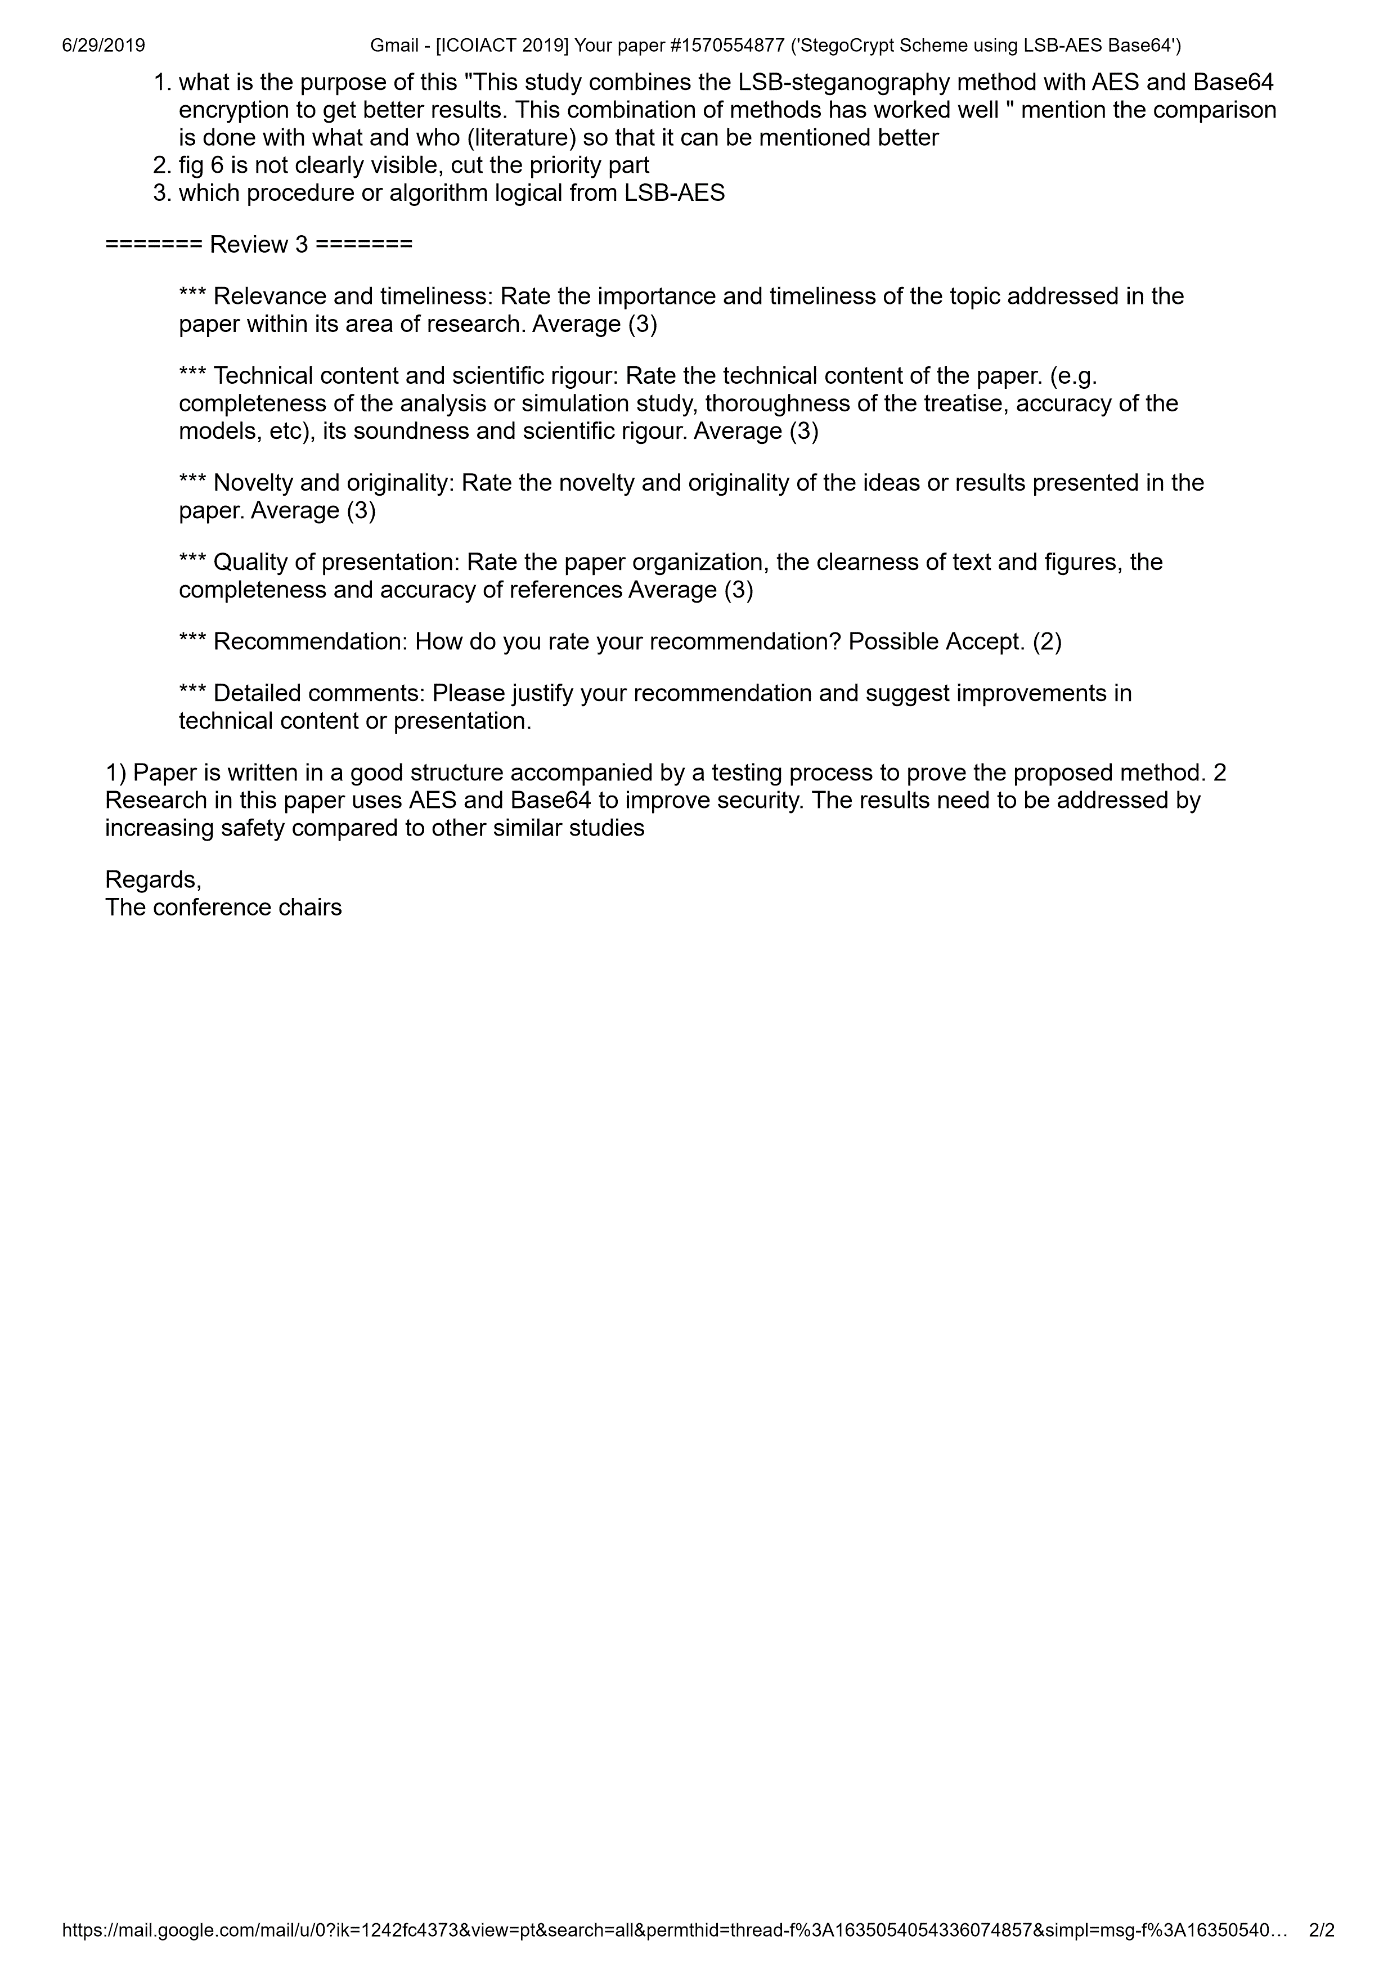 6/29/2019 Gmail - [ICOIACT 2019] Your paper #1570554877 ('StegoCrypt Scheme using LSB-AES Base64')
1. what is the purpose of this "This study combines the LSB-steganography method with AES and Base64
encryption to get better results. This combination of methods has worked well " mention the comparison
is done with what and who (literature) so that it can be mentioned better
2. fig 6 is not clearly visible, cut the priority part
3. which procedure or algorithm logical from LSB-AES
======= Review 3 =======
*** Relevance and timeliness: Rate the importance and timeliness of the topic addressed in the
paper within its area of research. Average (3)
*** Technical content and scientific rigour: Rate the technical content of the paper. (e.g.
completeness of the analysis or simulation study, thoroughness of the treatise, accuracy of the
models, etc), its soundness and scientific rigour. Average (3)
*** Novelty and originality: Rate the novelty and originality of the ideas or results presented in the
paper. Average (3)
*** Quality of presentation: Rate the paper organization, the clearness of text and figures, the
completeness and accuracy of references Average (3)
*** Recommendation: How do you rate your recommendation? Possible Accept. (2)
*** Detailed comments: Please justify your recommendation and suggest improvements in
technical content or presentation.
1) Paper is written in a good structure accompanied by a testing process to prove the proposed method. 2
Research in this paper uses AES and Base64 to improve security. The results need to be addressed by
increasing safety compared to other similar studies
Regards,
The conference chairs
https://mail.google.com/mail/u/0?ik=1242fc4373&view=pt&search=all&permthid=thread-f%3A1635054054336074857&simpl=msg-f%3A16350540… 2/2